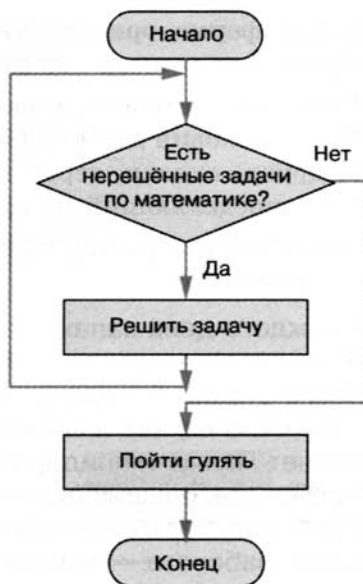 Начало
Есть
нерешённые задачи
по математике?
Нет
Да
Решить задачу
Пойти гулять
Конец